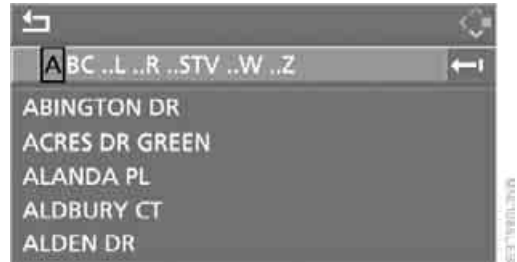 ABC ..L ..R ..STV ..W ..Z
ABINGTON DR
ACRES DR GREEN
ALANDA PL
ALDBURY CT
ALDEN DR